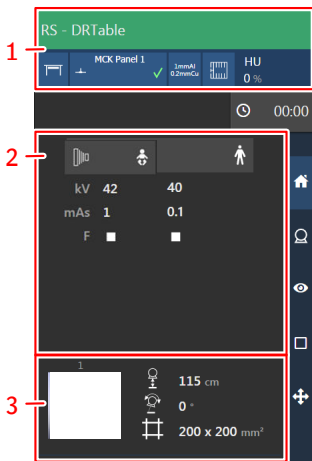 RS - DRTable
1
MCK Panel 1
1mmAl
0.2mmCu
HU
0 %
00:00
2
kV 42 40
mAs 1 0.1
F
1
3
115 cm
0 °
200 x 200 mm²